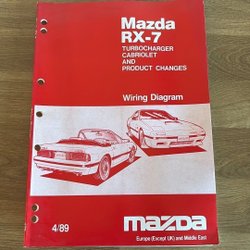 Mazda
RX-7
TURBOCHARGER
CABRIOLET
AND
PRODUCT CHANGES
Wiring Diagram
4/89
mazda
Europe (Except UK) and Middle East